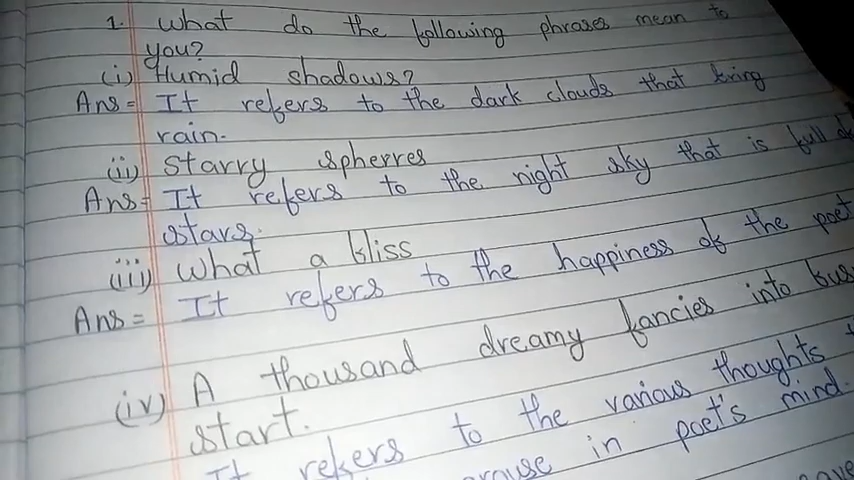 1. What do the following phrases mean to
you?
(i) Humid shadows?
Ans= It refers to the dark clouds that bring
rain.
(ii) starry spherres
Ans= It refers to the night sky that is full of
stars.
(iii) What a bliss
Ans= It refers to the happiness of the poet
(iv) A thousand dreamy fancies into
start.
It refers to the various thoughts
in poet's mind.